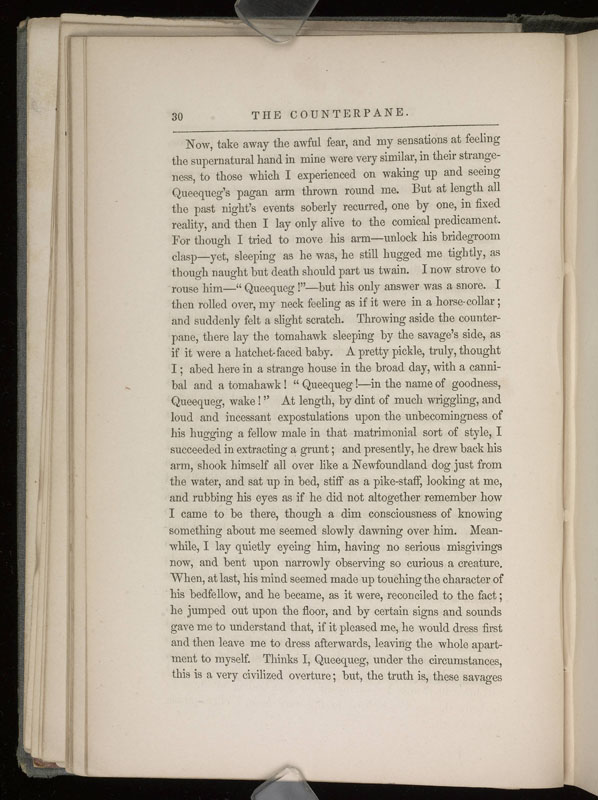 30 THE COUNTERPANE.
Now, take away the awful fear, and my sensations at feeling
the supernatural hand in mine were very similar, in their strange-
ness, to those which I experienced on waking up and seeing
Queequeg's pagan arm thrown round me. But at length all
the past night's events soberly recurred, one by one, in fixed
reality, and then I lay only alive to the comical predicament.
For though I tried to move his arm—unlock his bridegroom
clasp—yet, sleeping as he was, he still hugged me tightly, as
though naught but death should part us twain. I now strove to
rouse him—"Queequeg!"—but his only answer was a snore. I
then rolled over, my neck feeling as if it were in a horse-collar;
and suddenly felt a slight scratch. Throwing aside the counter-
pane, there lay the tomahawk sleeping by the savage's side, as
if it were a hatchet-faced baby. A pretty pickle, truly, thought
I; abed here in a strange house in the broad day, with a canni-
bal and a tomahawk! "Queequeg!—in the name of goodness,
Queequeg, wake!" At length, by dint of much wriggling, and
loud and incessant expostulations upon the unbecomingness of
his hugging a fellow male in that matrimonial sort of style, I
succeeded in extracting a grunt; and presently, he drew back his
arm, shook himself all over like a Newfoundland dog just from
the water, and sat up in bed, stiff as a pike-staff, looking at me,
and rubbing his eyes as if he did not altogether remember how
I came to be there, though a dim consciousness of knowing
something about me seemed slowly dawning over him. Mean-
while, I lay quietly eyeing him, having no serious misgivings
now, and bent upon narrowly observing so curious a creature.
When, at last, his mind seemed made up touching the character of
his bedfellow, and he became, as it were, reconciled to the fact;
he jumped out upon the floor, and by certain signs and sounds
gave me to understand that, if it pleased me, he would dress first
and then leave me to dress afterwards, leaving the whole apart-
ment to myself. Thinks I, Queequeg, under the circumstances,
this is a very civilized overture; but, the truth is, these savages